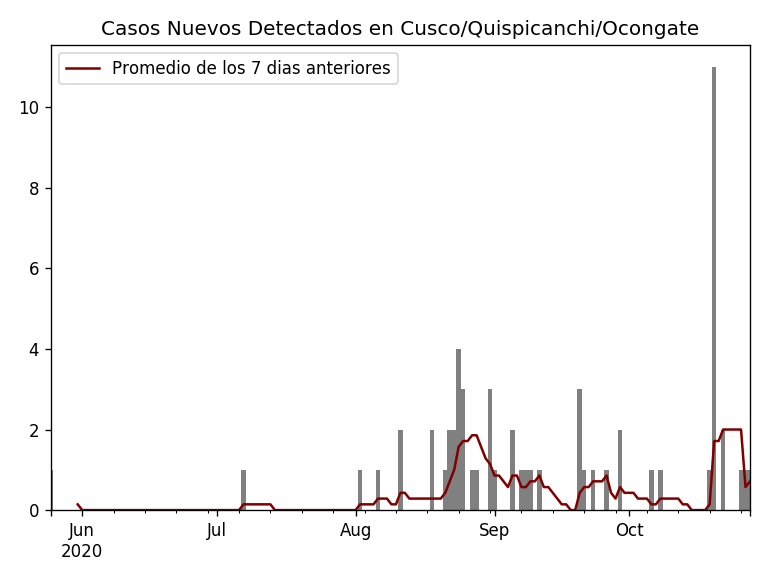 Casos Nuevos Detectados en Cusco/Quispicanchi/Ocongate
Promedio de los 7 dias anteriores
10
8
6
4
2
0
Jun Jul Aug Sep Oct
2020